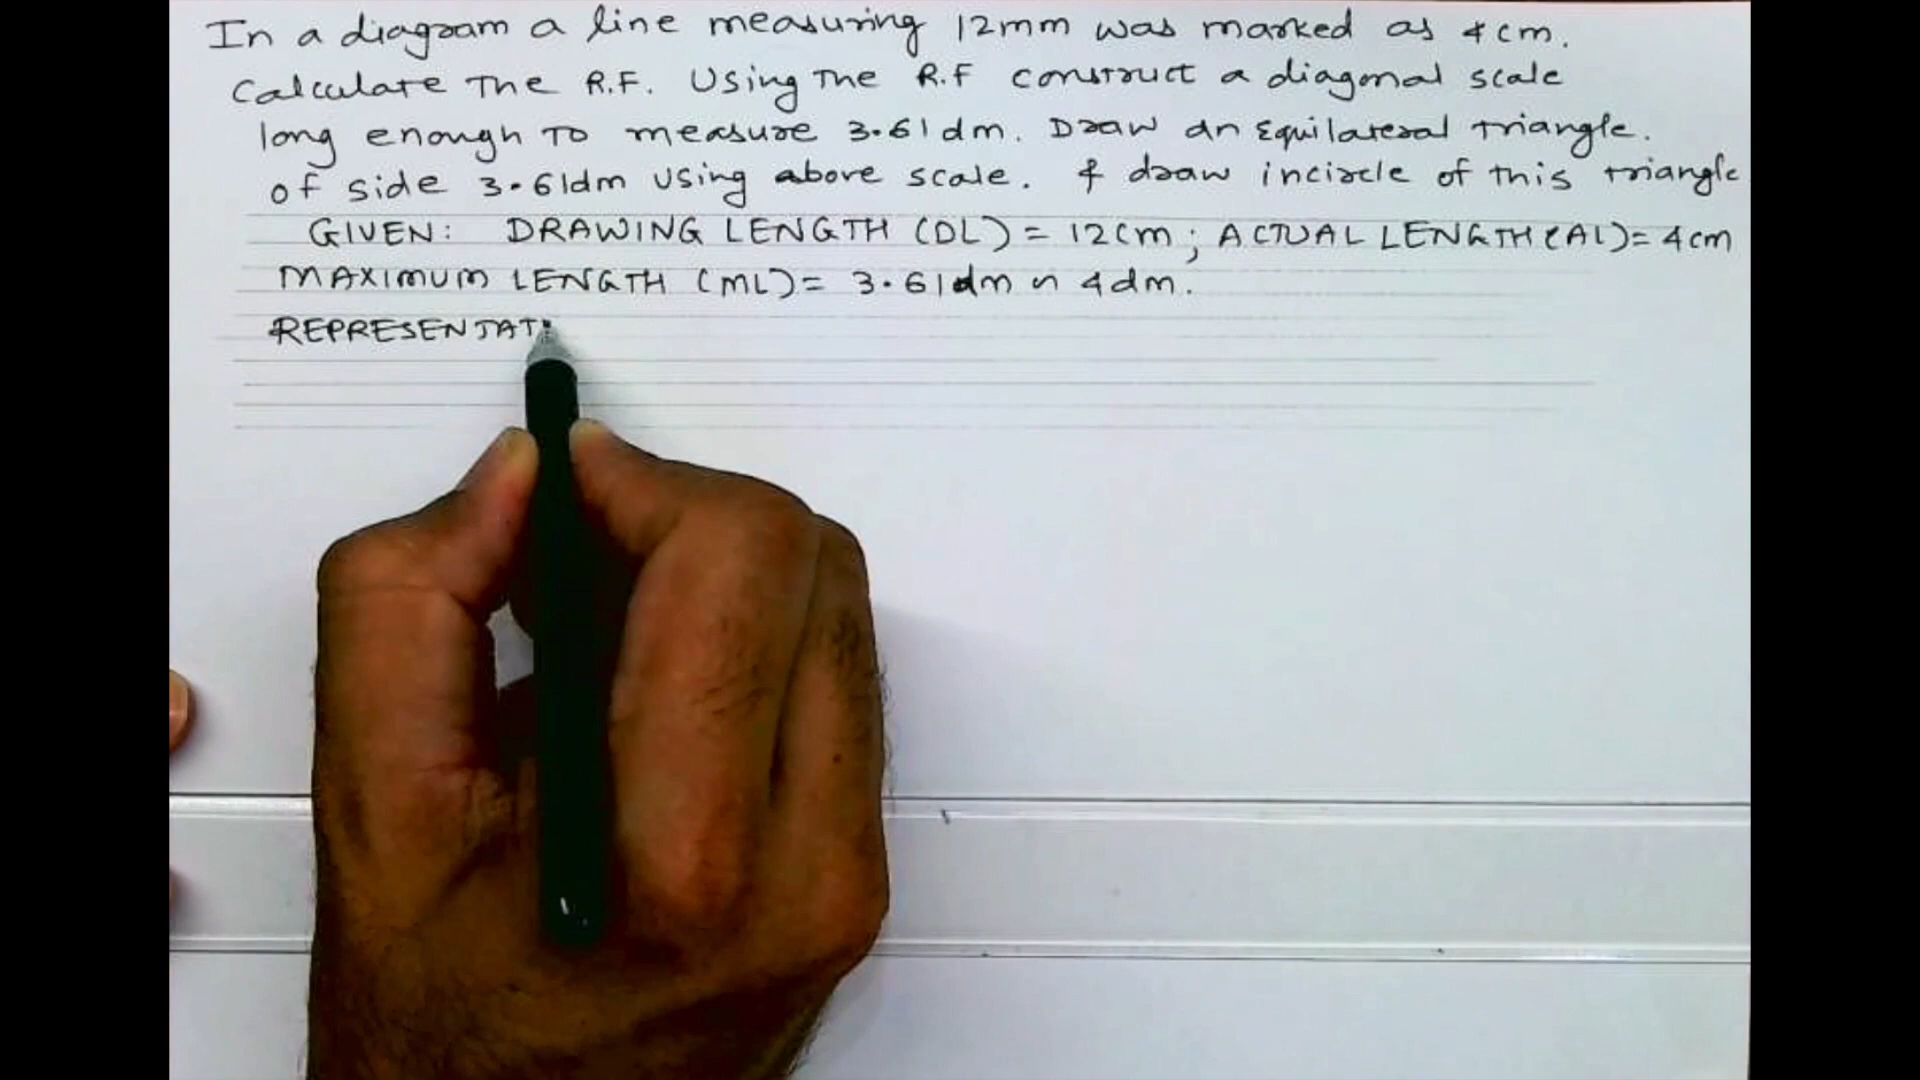 In a diagram a line measuring 12mm was marked as 4cm.
Calculate The R.F. Using The R.F construct a diagonal scale
long enough To measure 3.61dm. Draw an Equilateral triangle.
of side 3.61dm using above scale. & draw incircle of this triangle
GIVEN: DRAWING LENGTH (DL) = 12cm; ACTUAL LENGTH (AL) = 4cm
MAXIMUM LENGTH (ML) = 3.61dm ∽ 4dm.
REPRESENTATI